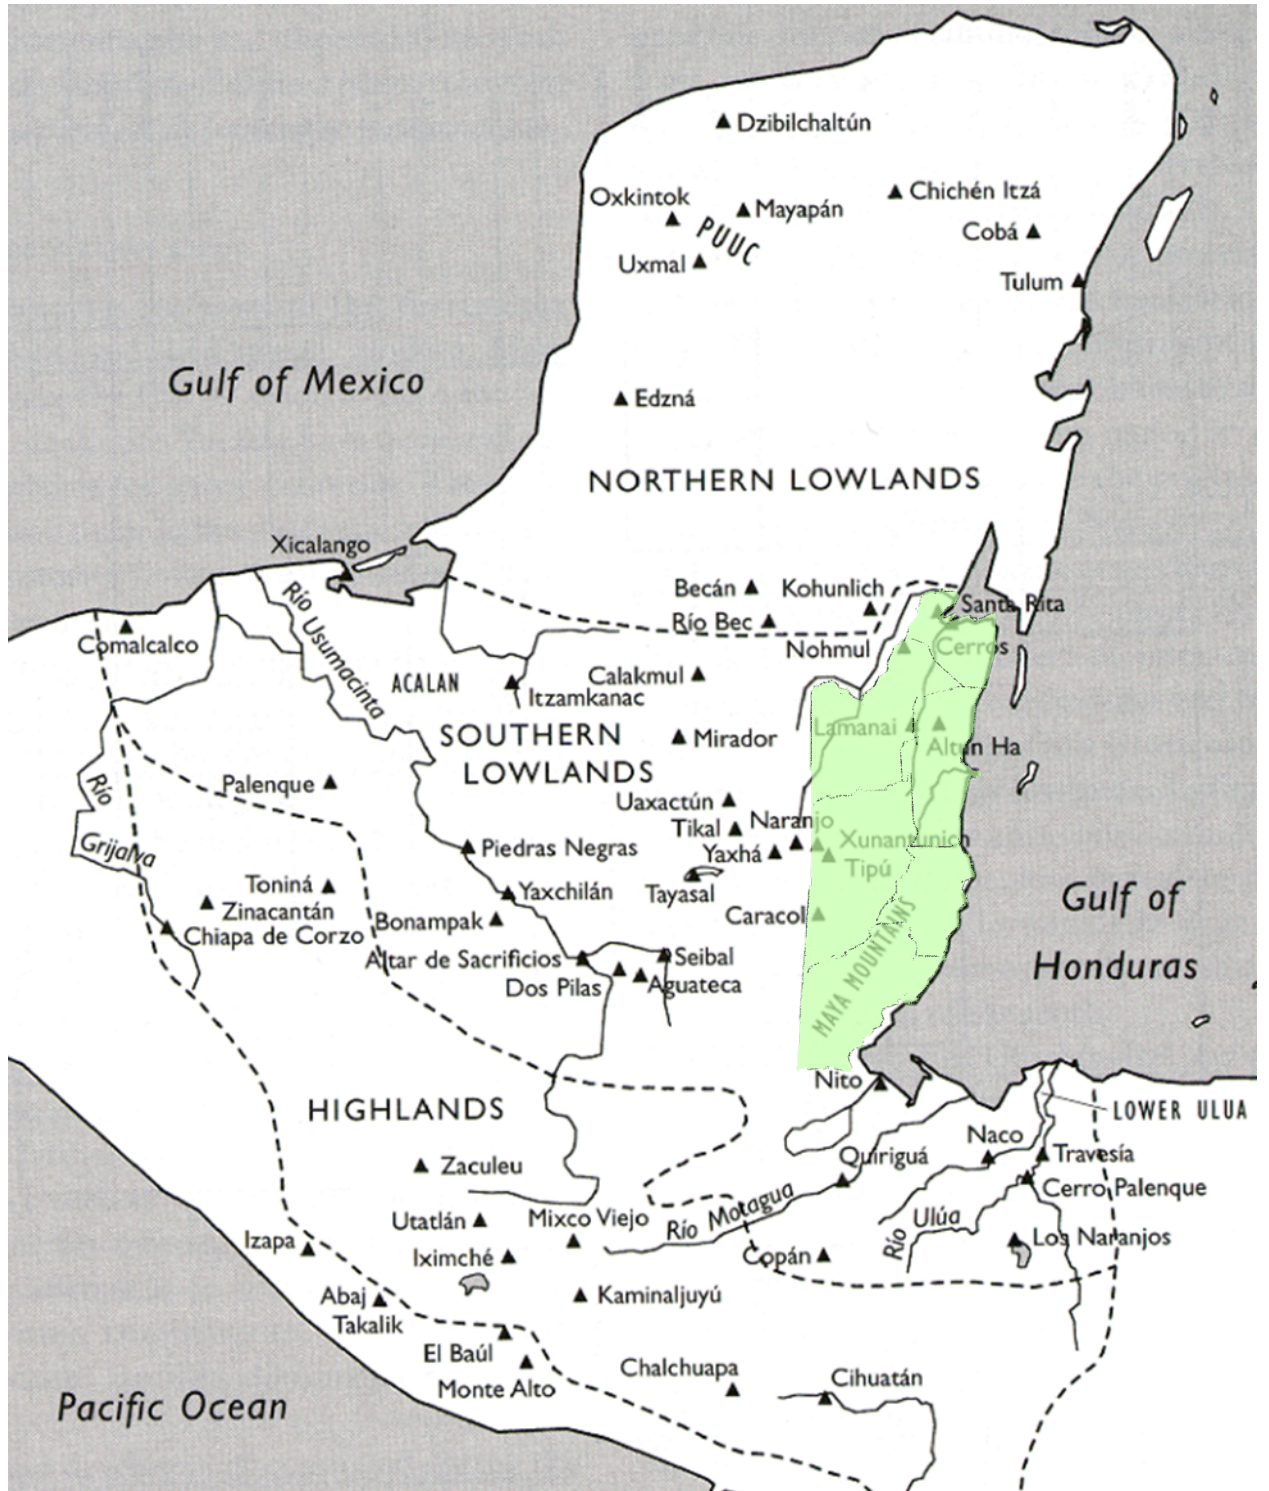 Dzibilchaltún
Oxkintok
Mayapán
Chichén Itzá
PUUC
Cobá
Uxmal
Tulum
Gulf of Mexico
Edzná
NORTHERN LOWLANDS
Xicalango
Becán
Kohunlich
Río Usumacinta
Santa Rita
Río Bec
Comalcalco
Nohmul
Cerros
Calakmul
ACALAN
Itzamkanac
Lamanai
SOUTHERN
LOWLANDS
Mirador
Altun Ha
Palenque
Río
Grijalva
Uaxactún
Tikal
Naranjo
Xunantunich
Piedras Negras
Yaxhá
Tipú
Toniná
Yaxchilán
Tayasal
Gulf of
Honduras
Zinacantán
Bonampak
Caracol
Chiapa de Corzo
Altar de Sacrificios
Seibal
MAYA MOUNTAINS
Dos Pilas
Aguateca
Nito
HIGHLANDS
LOWER ULUA
Naco
Quiriguá
Travesía
Zaculeu
Cerro Palenque
Río Motagua
Utatlán
Mixco Viejo
Río
Ulúa
Izapa
Iximché
Copán
Los Naranjos
Abaj
Takalik
Kaminaljuyú
El Baúl
Chalchuapa
Cihuatán
Monte Alto
Pacific Ocean